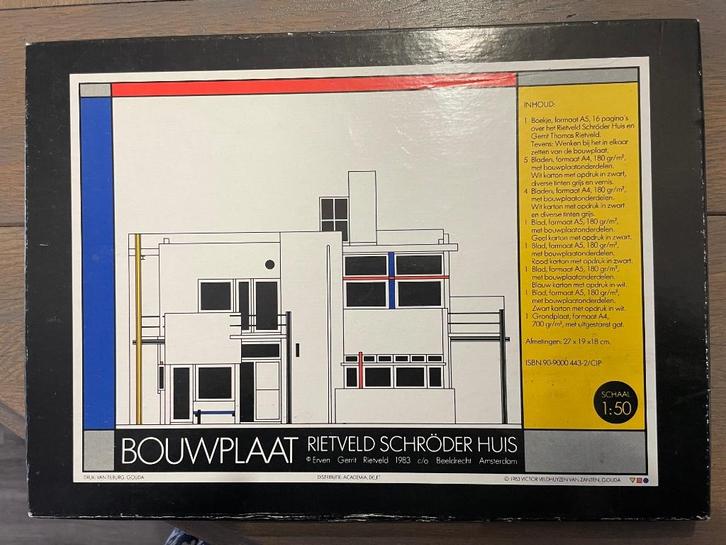 INHOUD:
1 Boekje, formaat A5, 16 pagina's
over het Rietveld Schröder Huis en
Gerrit Thomas Rietveld.
Tevens: Wenken bij het in elkaar
zetten van de bouwplaat.
5 Bladen, formaat A4, 180 gr/m²,
met bouwplaatonderdelen.
Wit karton met opdruk in zwart,
diverse tinten grijs en vernis.
4 Bladen, formaat A4, 180 gr/m²,
met bouwplaatonderdelen.
Wit karton met opdruk in zwart
en diverse tinten grijs.
1 Blad, formaat A5, 180 gr/m²,
met bouwplaatonderdelen.
Geel karton met opdruk in zwart.
1 Blad, formaat A5, 180 gr/m²,
met bouwplaatonderdelen.
Rood karton met opdruk in zwart.
1 Blad, formaat A5, 180 gr/m²,
met bouwplaatonderdelen.
Blauw karton met opdruk in wit.
1 Blad, formaat A5, 180 gr/m²,
met bouwplaatonderdelen.
Zwart karton met opdruk in wit.
1 Grondplaat, formaat A4,
700 gr/m², met uitgestanst gat.
Afmetingen: 27 x 19 x 18 cm.
ISBN 90-9000 443-2/CIP
SCHAAL
1:50
BOUWPLAAT RIETVELD SCHRÖDER HUIS
© Erven Gerrit Rietveld 1983 c/o Beeldrecht Amsterdam
DRUK: VAN TILBURG, GOUDA
DISTRIBUTIE: ACADEMIA, DELFT
© 1983 VICTOR VELDHUYZEN VAN ZANTEN, GOUDA